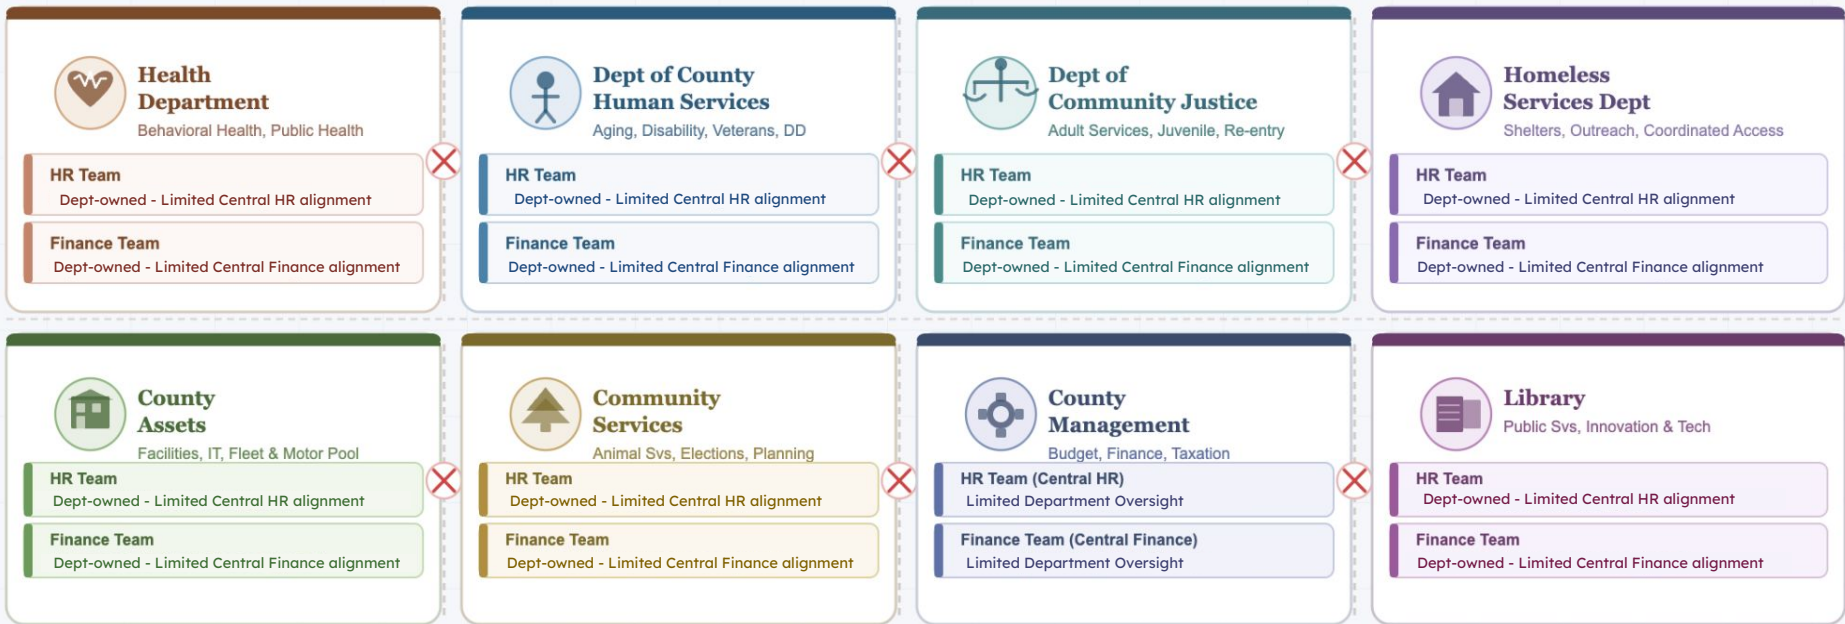 Health
Department
Behavioral Health, Public Health
HR Team
Dept-owned - Limited Central HR alignment
Finance Team
Dept-owned - Limited Central Finance alignment
Dept of County
Human Services
Aging, Disability, Veterans, DD
HR Team
Dept-owned - Limited Central HR alignment
Finance Team
Dept-owned - Limited Central Finance alignment
Dept of
Community Justice
Adult Services, Juvenile, Re-entry
HR Team
Dept-owned - Limited Central HR alignment
Finance Team
Dept-owned - Limited Central Finance alignment
Homeless
Services Dept
Shelters, Outreach, Coordinated Access
HR Team
Dept-owned - Limited Central HR alignment
Finance Team
Dept-owned - Limited Central Finance alignment
County
Assets
Facilities, IT, Fleet & Motor Pool
HR Team
Dept-owned - Limited Central HR alignment
Finance Team
Dept-owned - Limited Central Finance alignment
Community
Services
Animal Svs, Elections, Planning
HR Team
Dept-owned - Limited Central HR alignment
Finance Team
Dept-owned - Limited Central Finance alignment
County
Management
Budget, Finance, Taxation
HR Team (Central HR)
Limited Department Oversight
Finance Team (Central Finance)
Limited Department Oversight
Library
Public Svs, Innovation & Tech
HR Team
Dept-owned - Limited Central HR alignment
Finance Team
Dept-owned - Limited Central Finance alignment